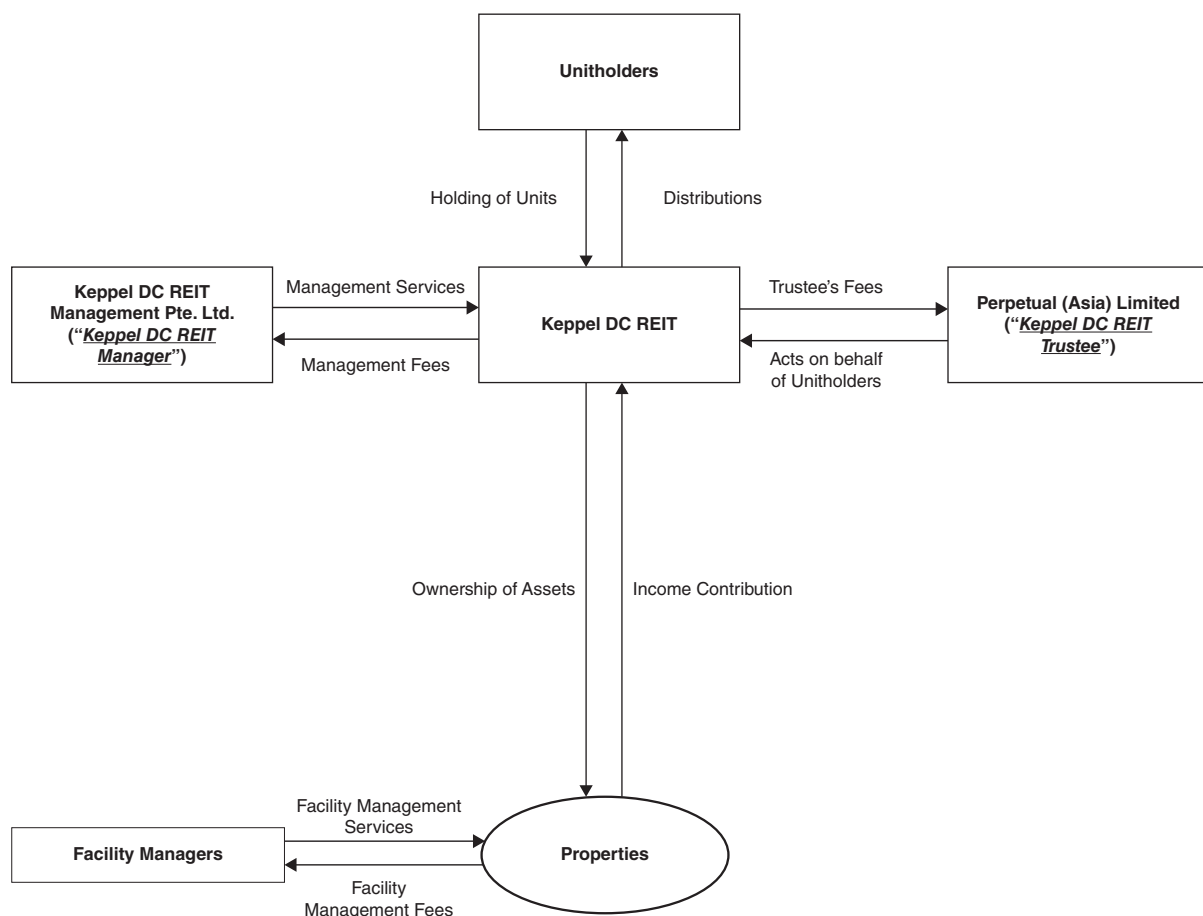 Unitholders
Holding of Units
Distributions
Keppel DC REIT
Management Pte. Ltd.
(“Keppel DC REIT
Manager”)
Management Services
Management Fees
Keppel DC REIT
Trustee’s Fees
Acts on behalf
of Unitholders
Perpetual (Asia) Limited
(“Keppel DC REIT
Trustee”)
Ownership of Assets
Income Contribution
Facility Managers
Facility Management
Services
Facility
Management Fees
Properties